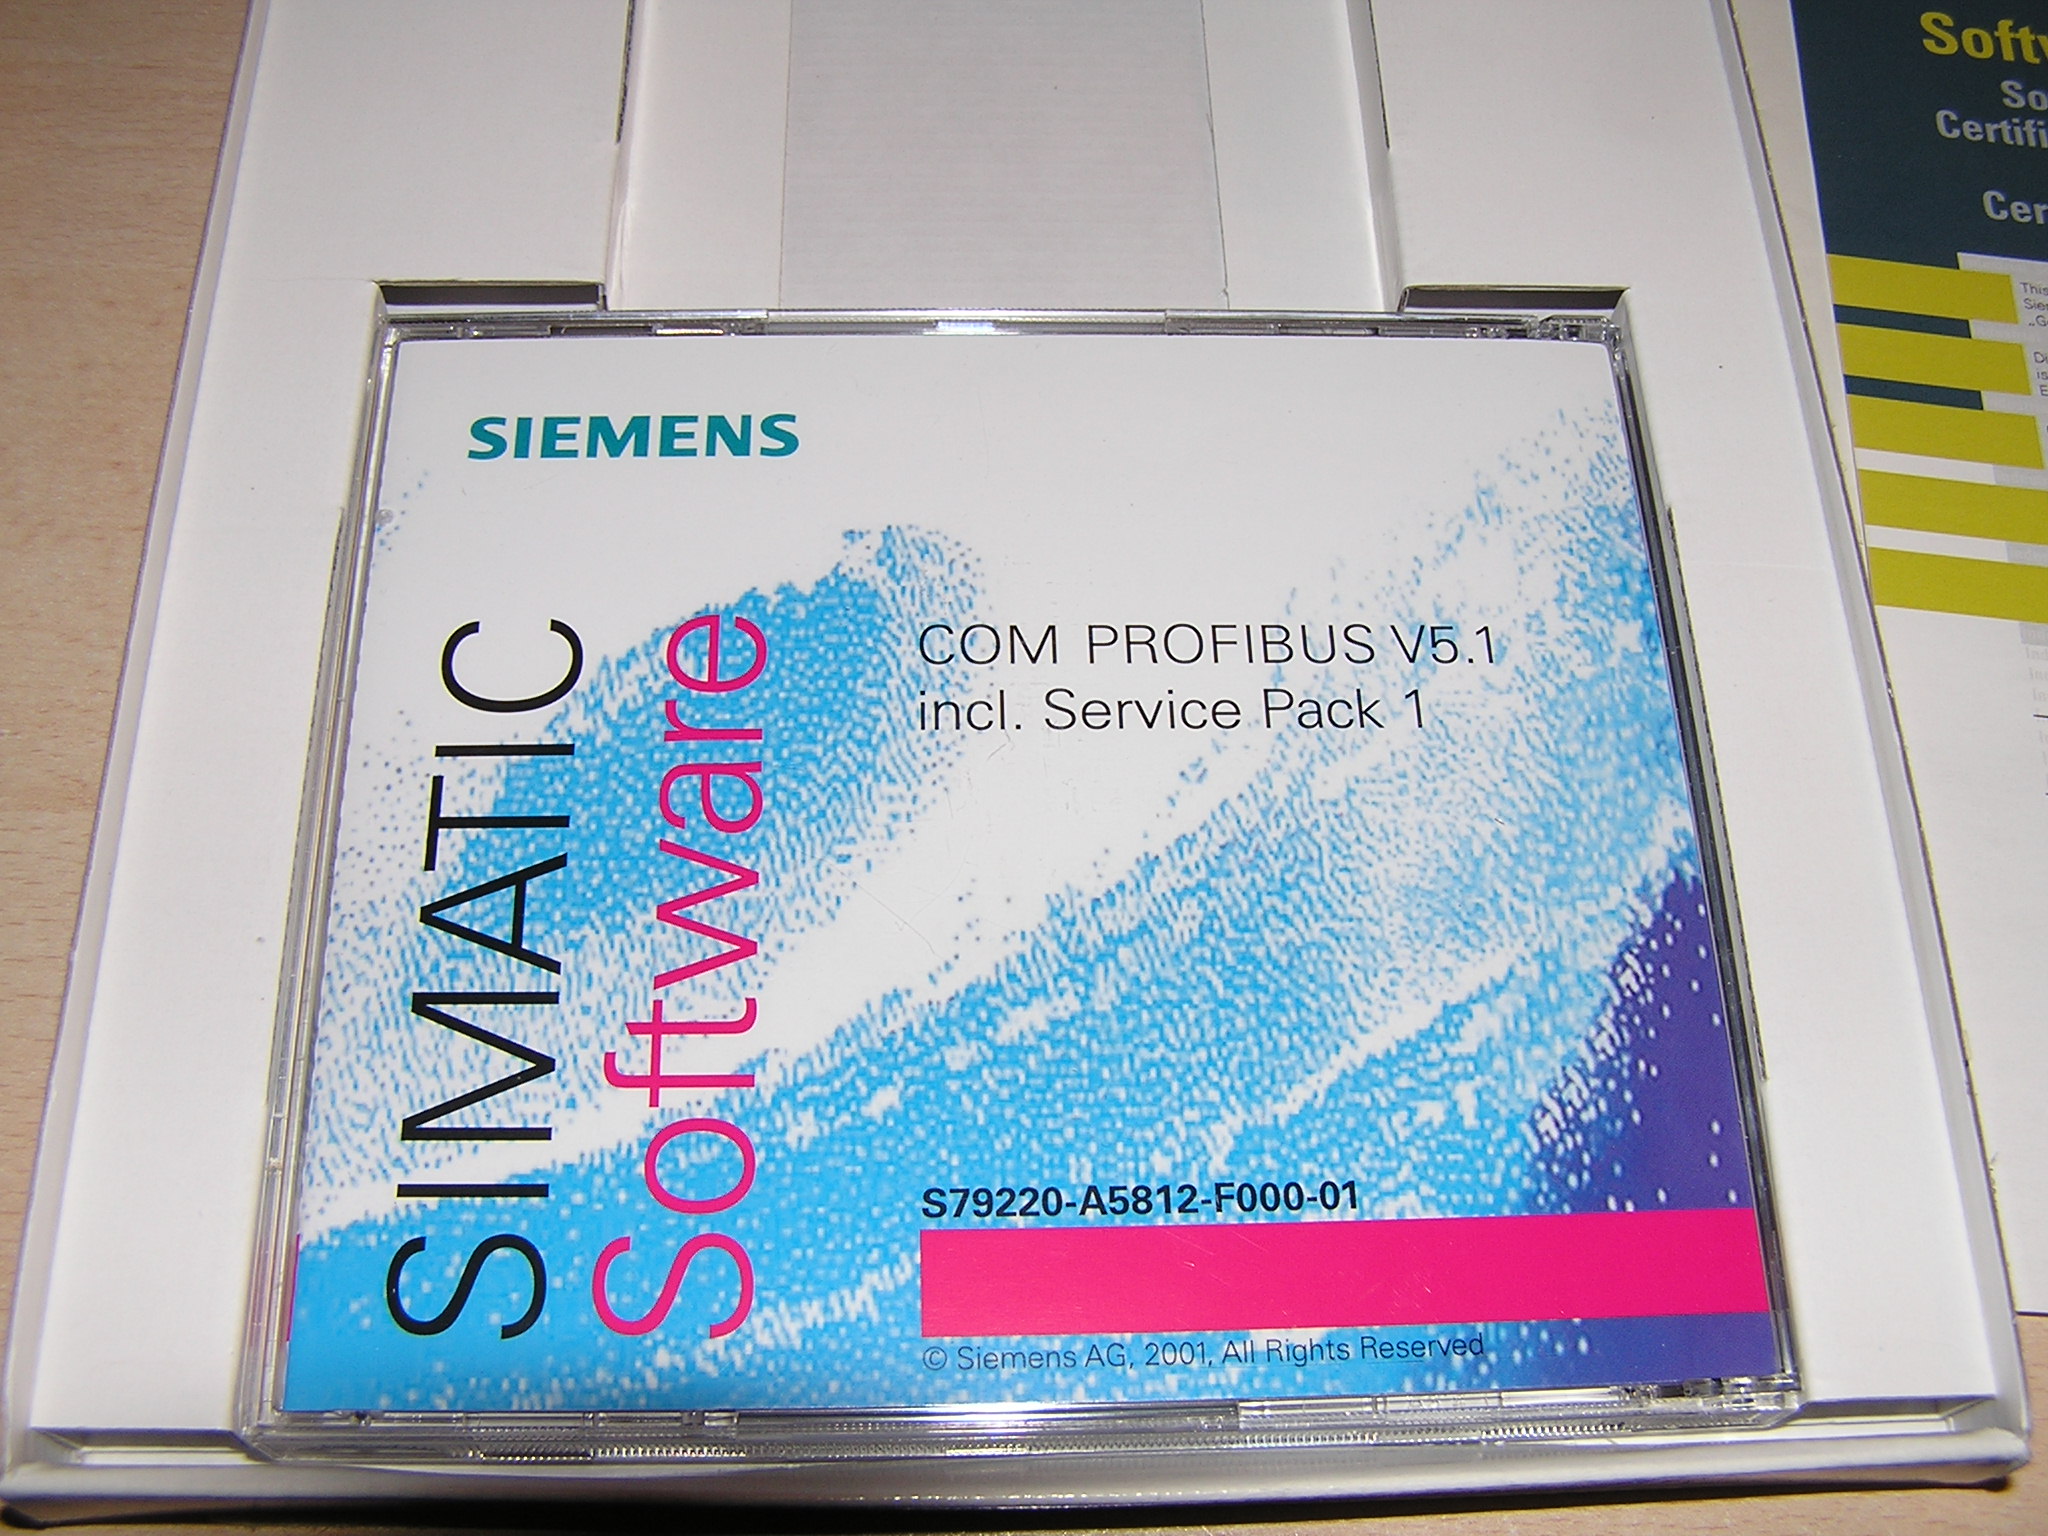 SIEMENS
SIMATIC
Software
COM PROFIBUS V5.1
incl. Service Pack 1
S79220-A5812-F000-01
© Siemens AG, 2001, All Rights Reserved
This